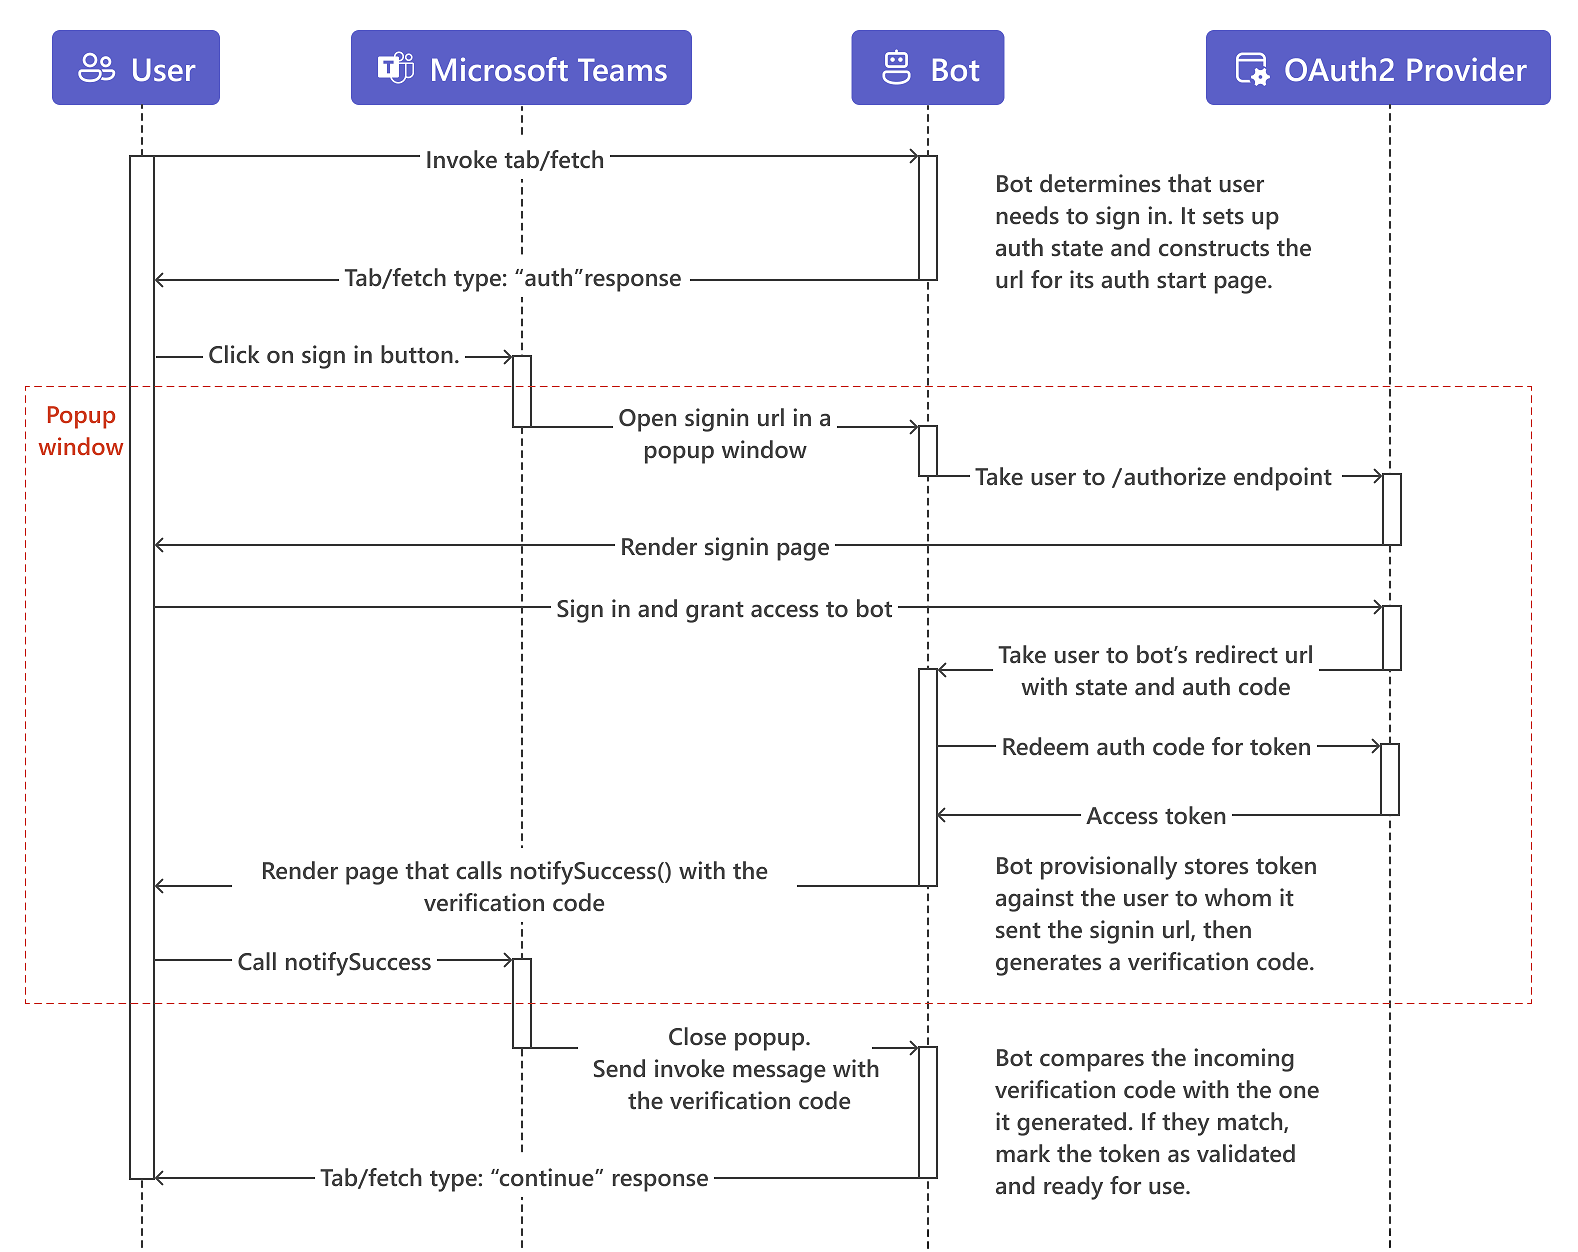 User
Microsoft Teams
Bot
OAuth2 Provider
Invoke tab/fetch
Bot determines that user
needs to sign in. It sets up
auth state and constructs the
url for its auth start page.
Tab/fetch type: “auth”response
Click on sign in button.
Popup
window
Open signin url in a
popup window
Take user to /authorize endpoint
Render signin page
Sign in and grant access to bot
Take user to bot’s redirect url
with state and auth code
Redeem auth code for token
Access token
Render page that calls notifySuccess() with the
verification code
Bot provisionally stores token
against the user to whom it
sent the signin url, then
generates a verification code.
Call notifySuccess
Close popup.
Send invoke message with
the verification code
Bot compares the incoming
verification code with the one
it generated. If they match,
mark the token as validated
and ready for use.
Tab/fetch type: “continue” response